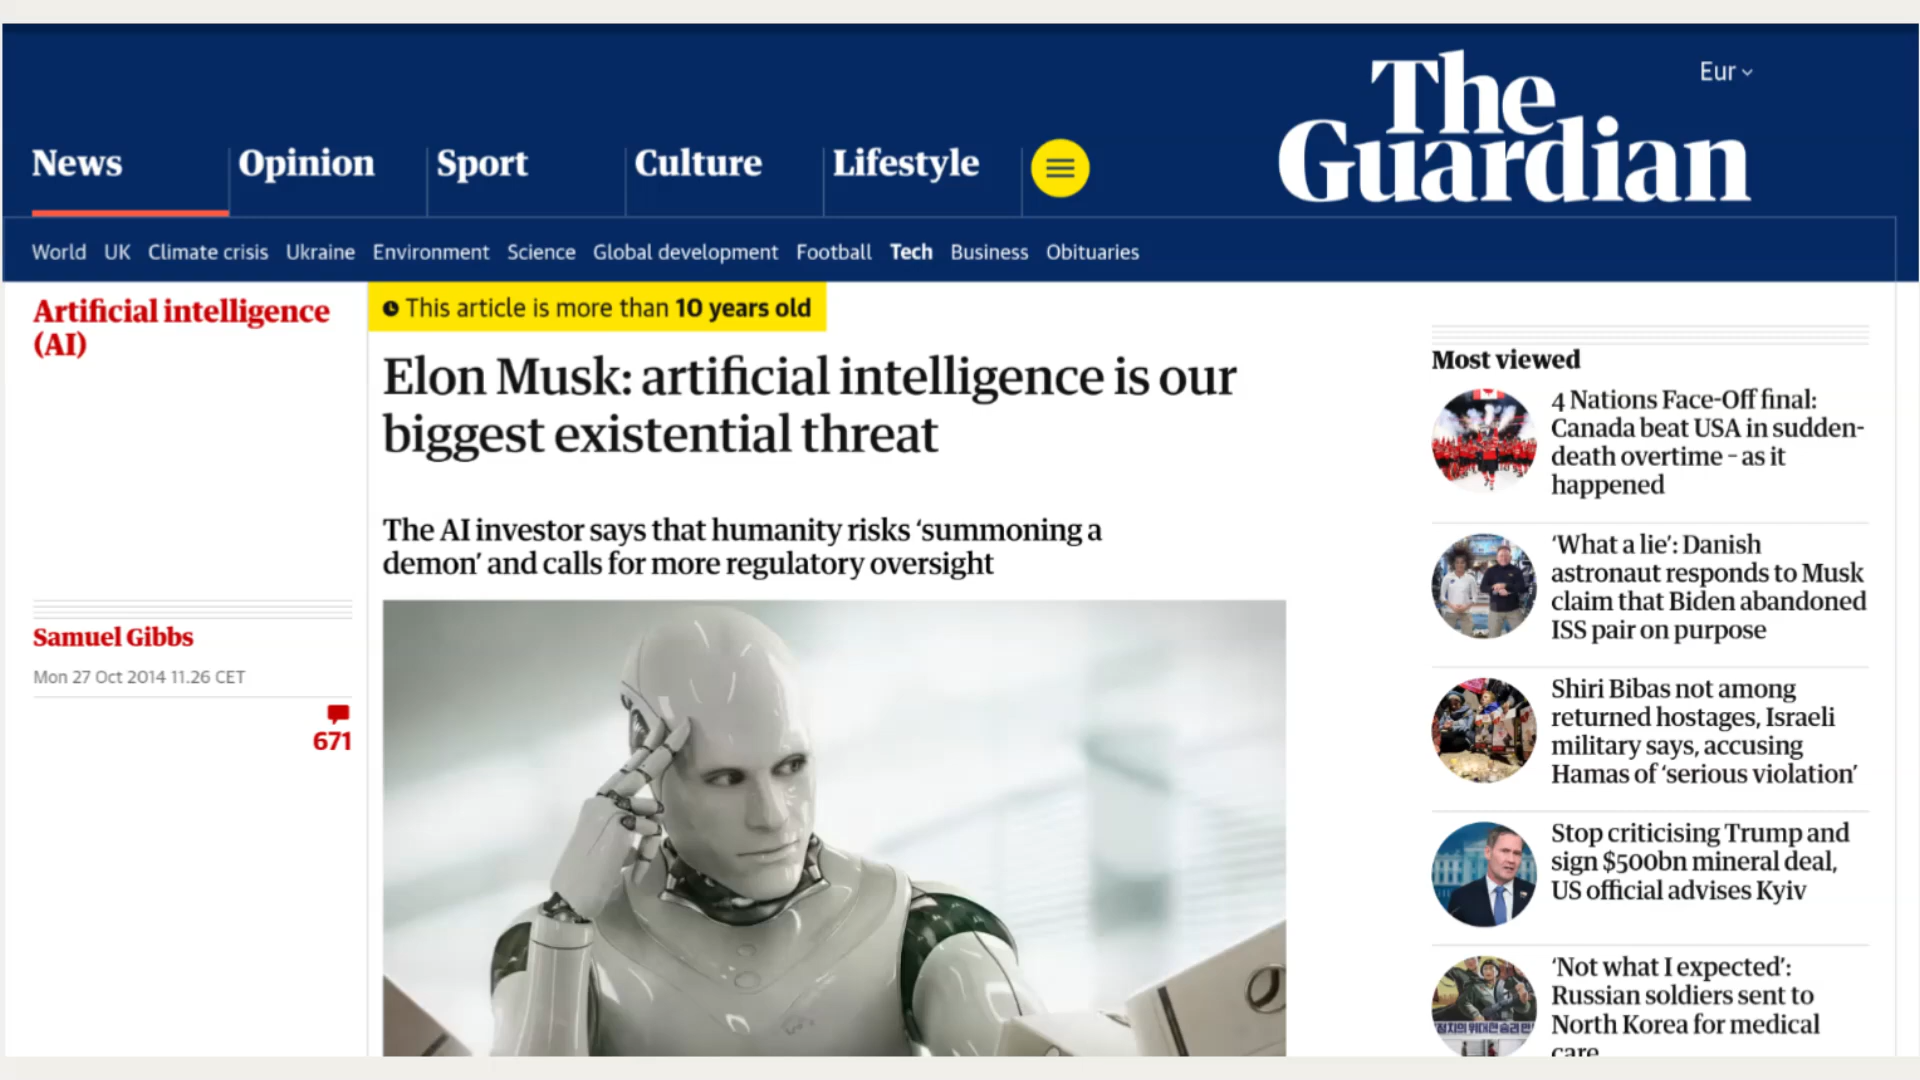 The
Guardian
Eur
News
Opinion
Sport
Culture
Lifestyle
World UK Climate crisis Ukraine Environment Science Global development Football Tech Business Obituaries
Artificial intelligence
(AI)
This article is more than 10 years old
Elon Musk: artificial intelligence is our
biggest existential threat
The AI investor says that humanity risks ‘summoning a
demon’ and calls for more regulatory oversight
Samuel Gibbs
Mon 27 Oct 2014 11.26 CET
671
Most viewed
4 Nations Face-Off final:
Canada beat USA in sudden-
death overtime – as it
happened
‘What a lie’: Danish
astronaut responds to Musk
claim that Biden abandoned
ISS pair on purpose
Shiri Bibas not among
returned hostages, Israeli
military says, accusing
Hamas of ‘serious violation’
Stop criticising Trump and
sign $500bn mineral deal,
US official advises Kyiv
‘Not what I expected’:
Russian soldiers sent to
North Korea for medical
care